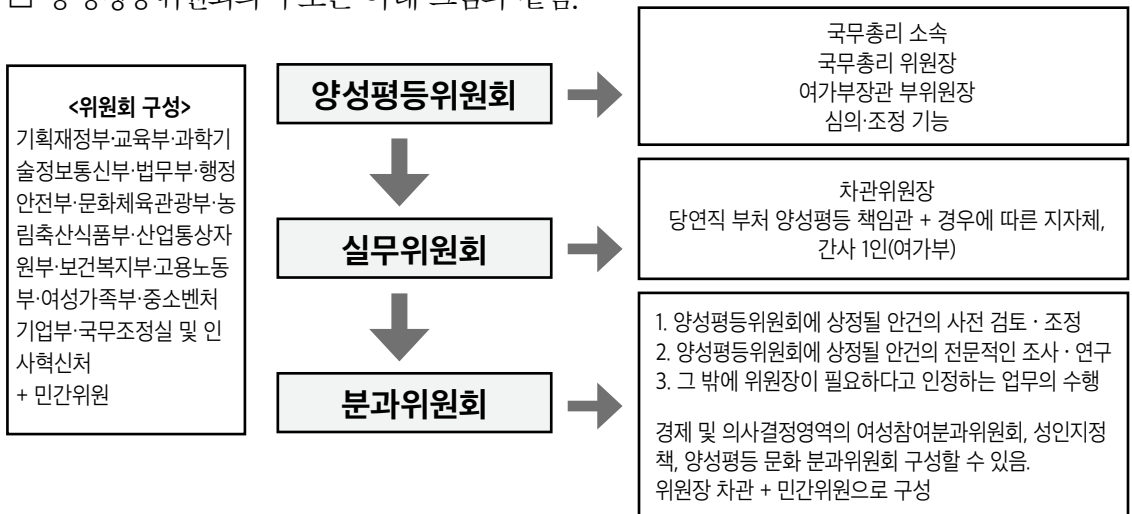 <위원회 구성>
기획재정부·교육부·과학기
술정보통신부·법무부·행정
안전부·문화체육관광부·농
림축산식품부·산업통상자
원부·보건복지부·고용노동
부·여성가족부·중소벤처
기업부·국무조정실 및 인
사혁신처
+ 민간위원
양성평등위원회
국무총리 소속
국무총리 위원장
여가부장관 부위원장
심의·조정 기능
실무위원회
차관위원장
당연직 부처 양성평등 책임관 + 경우에 따른 지자체,
간사 1인(여가부)
분과위원회
1. 양성평등위원회에 상정될 안건의 사전 검토 · 조정
2. 양성평등위원회에 상정될 안건의 전문적인 조사 · 연구
3. 그 밖에 위원장이 필요하다고 인정하는 업무의 수행
경제 및 의사결정영역의 여성참여분과위원회, 성인지정
책, 양성평등 문화 분과위원회 구성할 수 있음.
위원장 차관 + 민간위원으로 구성